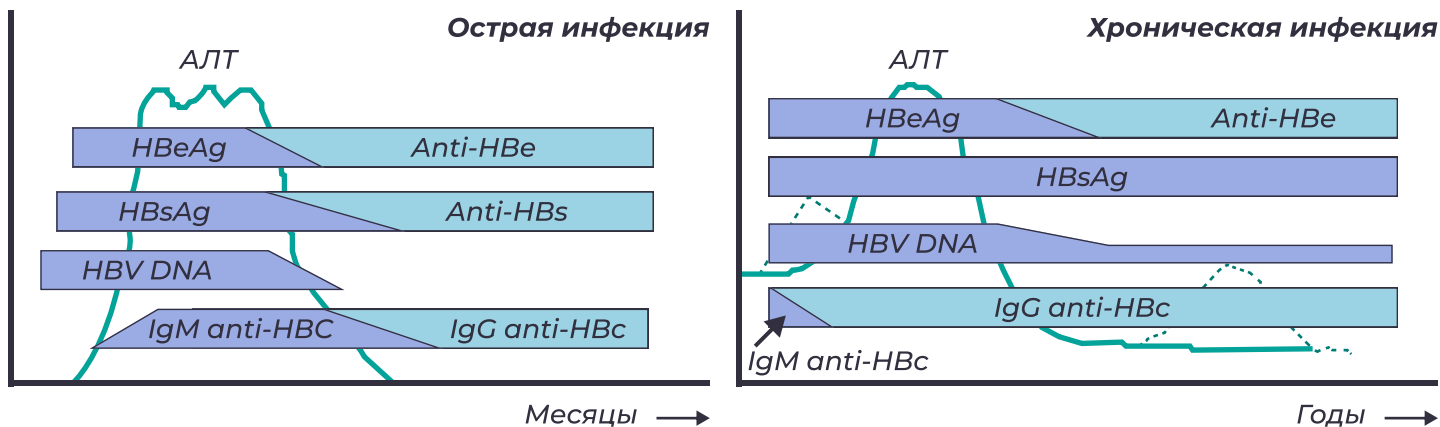 Острая инфекция
АЛТ
HBeAg
Anti-HBe
HBsAg
Anti-HBs
HBV DNA
IgM anti-HBC
IgG anti-HBc
Месяцы
Хроническая инфекция
АЛТ
HBeAg
Anti-HBe
HBsAg
HBV DNA
IgG anti-HBc
IgM anti-HBc
Годы